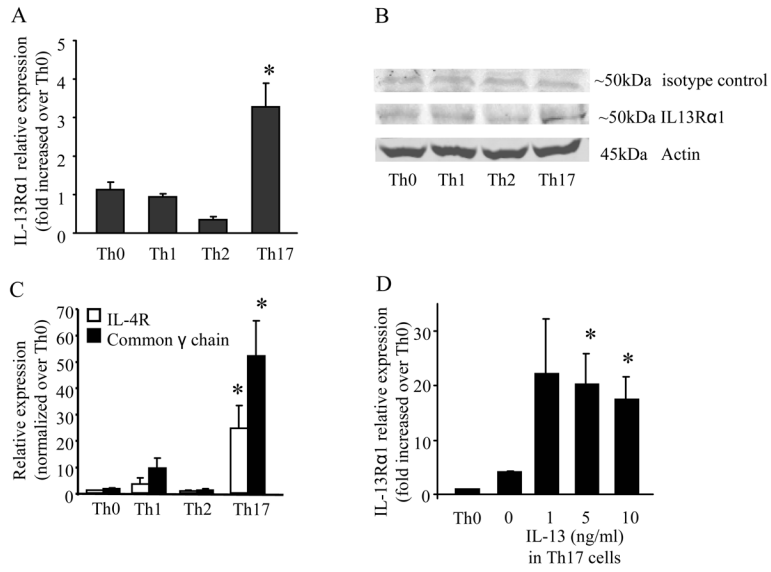 A
IL-13Rα1 relative expression
(fold increased over Th0)
5
4
3
2
1
0
*
Th0 Th1 Th2 Th17
B
~50kDa isotype control
~50kDa IL13Rα1
45kDa Actin
Th0 Th1 Th2 Th17
C
Relative expression
(normalized over Th0)
70
60
50
40
30
20
10
0
IL-4R
Common γ chain
*
*
Th0 Th1 Th2 Th17
D
IL-13Rα1 relative expression
(fold increased over Th0)
30
20
10
0
*
*
Th0 0 1 5 10
IL-13 (ng/ml)
in Th17 cells